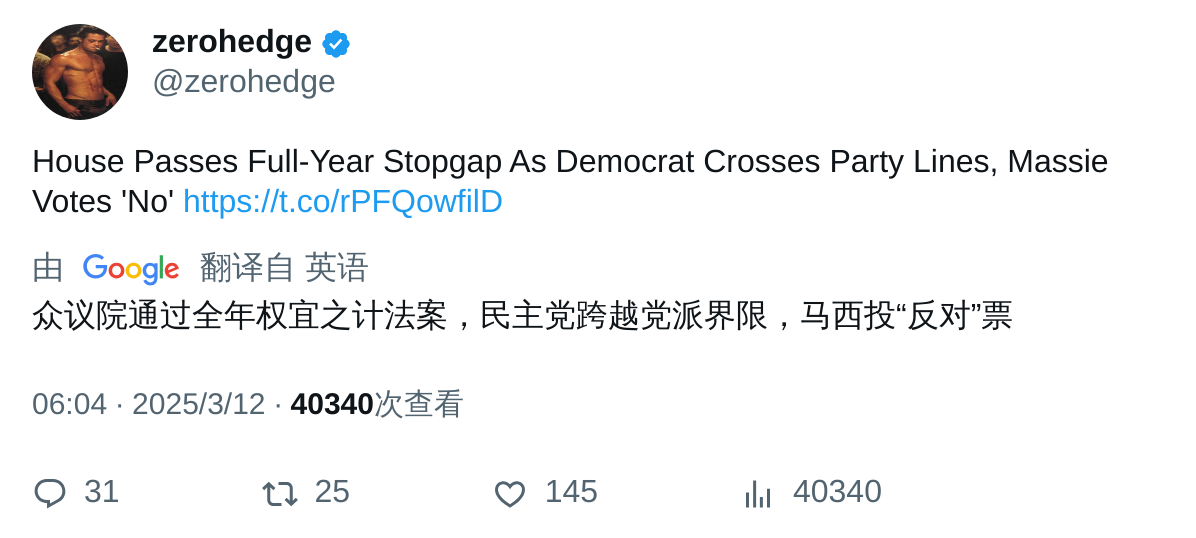 zerohedge
@zerohedge
House Passes Full-Year Stopgap As Democrat Crosses Party Lines, Massie
Votes 'No' https://t.co/rPFQowfilD
由 Google 翻译自 英语
众议院通过全年权宜之计法案，民主党跨越党派界限，马西投“反对”票
06:04 · 2025/3/12 · 40340次查看
31 25 145 40340